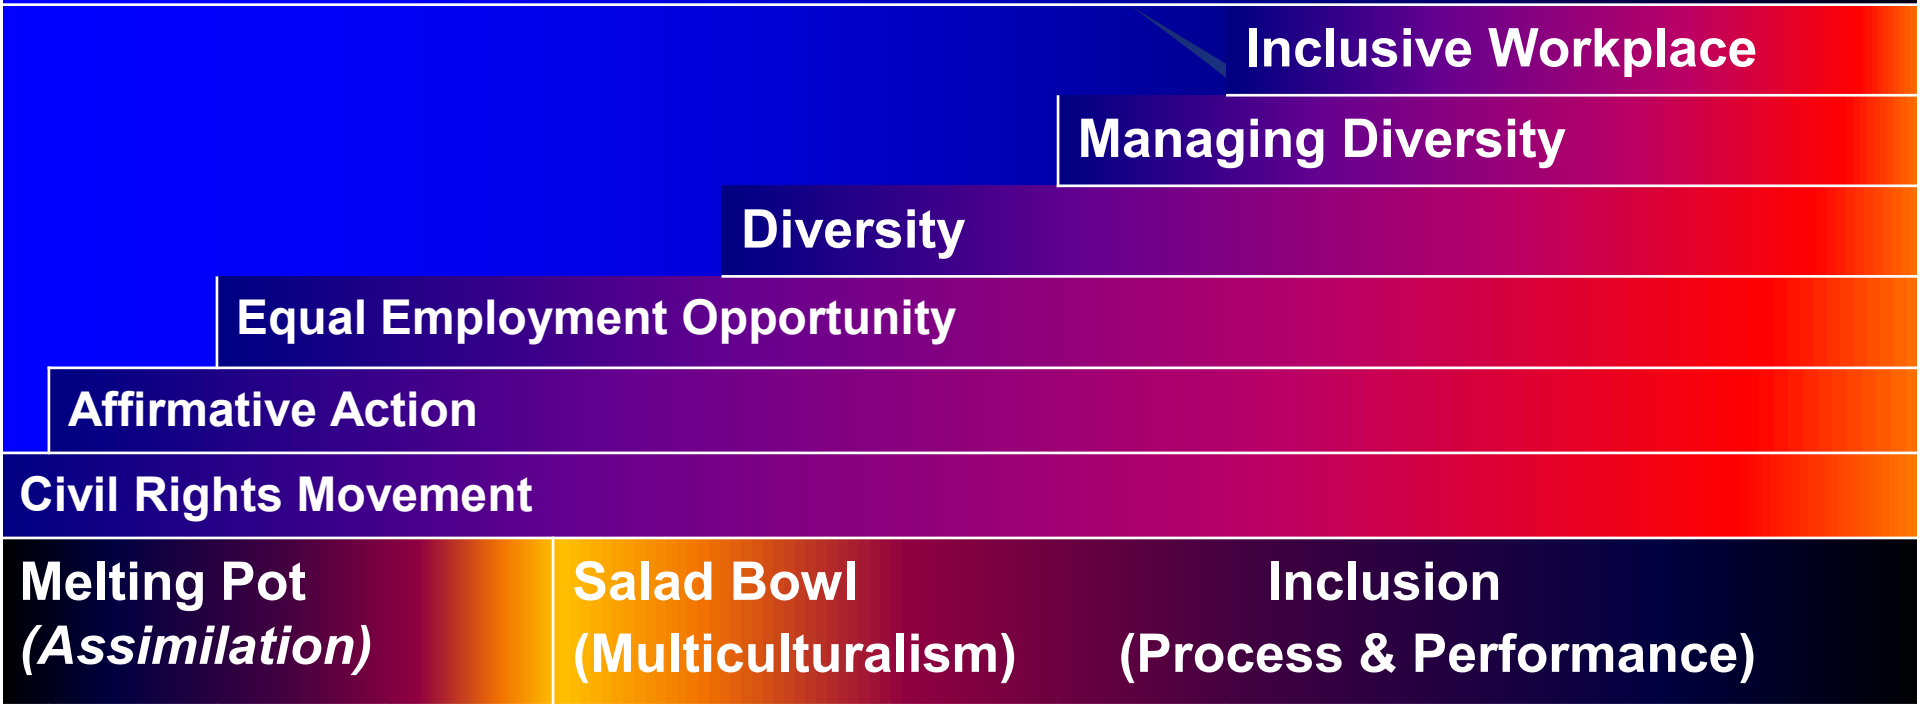 Inclusive Workplace
Managing Diversity
Diversity
Equal Employment Opportunity
Affirmative Action
Civil Rights Movement
Melting Pot
(Assimilation)
Salad Bowl
(Multiculturalism)
Inclusion
(Process & Performance)